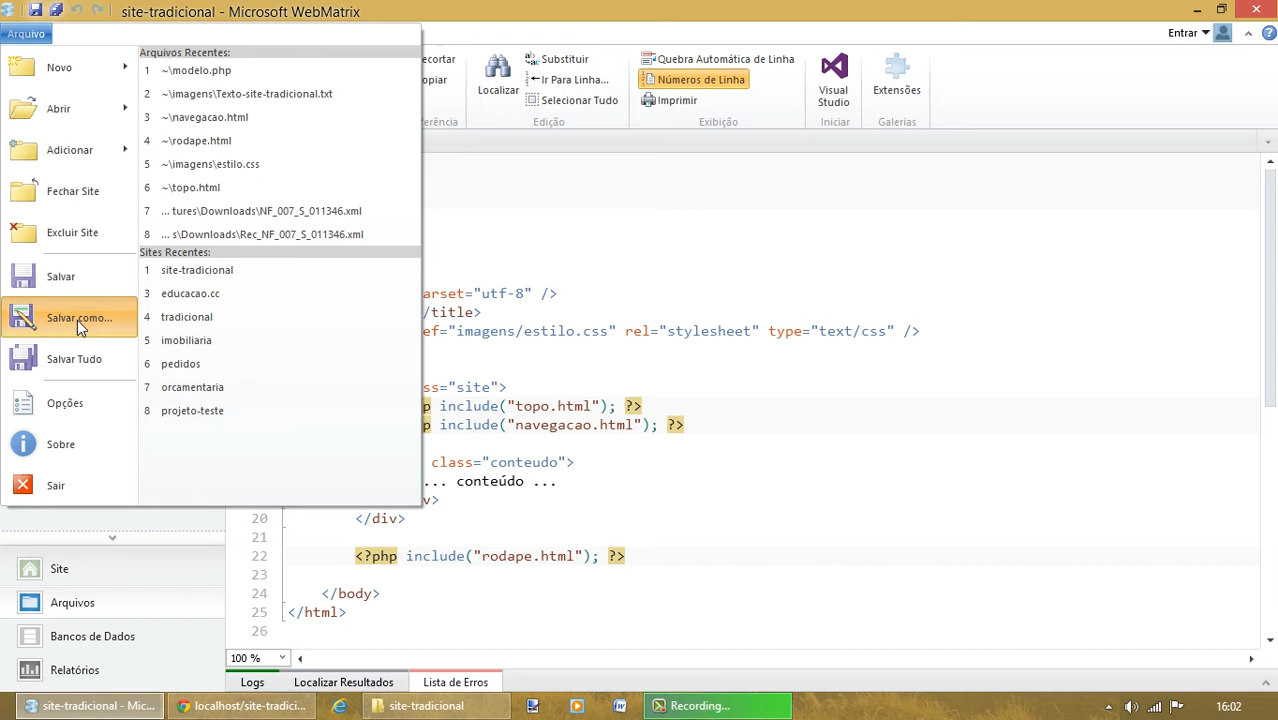 site-tradicional - Microsoft WebMatrix
Arquivo
Entrar
Arquivos Recentes:
Novo
Abrir
Adicionar
Fechar Site
Excluir Site
Salvar
Salvar como...
Salvar Tudo
Opções
Sobre
Sair
1 ~\modelo.php
2 ~\imagens\Texto-site-tradicional.txt
3 ~\navegacao.html
4 ~\rodape.html
5 ~\imagens\estilo.css
6 ~\topo.html
7 ... tures\Downloads\NF_007_S_011346.xml
8 ... s\Downloads\Rec_NF_007_S_011346.xml
Sites Recentes:
1 site-tradicional
3 educacao.cc
4 tradicional
5 imobiliaria
6 pedidos
7 orcamentaria
8 projeto-teste
ecortar
opiar
ferência
Localizar
Substituir
Ir Para Linha...
Selecionar Tudo
Edição
Quebra Automática de Linha
Números de Linha
Imprimir
Exibição
Visual Studio
Iniciar
Extensões
Galerias
arset="utf-8" />
/title>
ef="imagens/estilo.css" rel="stylesheet" type="text/css" />
ss="site">
p include("topo.html"); ?>
p include("navegacao.html"); ?>
class="conteudo">
... conteúdo ...
v>
20 </div>
21
22 <?php include("rodape.html"); ?>
23
24 </body>
25 </html>
26
Site
Arquivos
Bancos de Dados
Relatórios
100 %
Logs
Localizar Resultados
Lista de Erros
site-tradicional - Mic...
localhost/site-tradici...
site-tradicional
Recording...
16:02